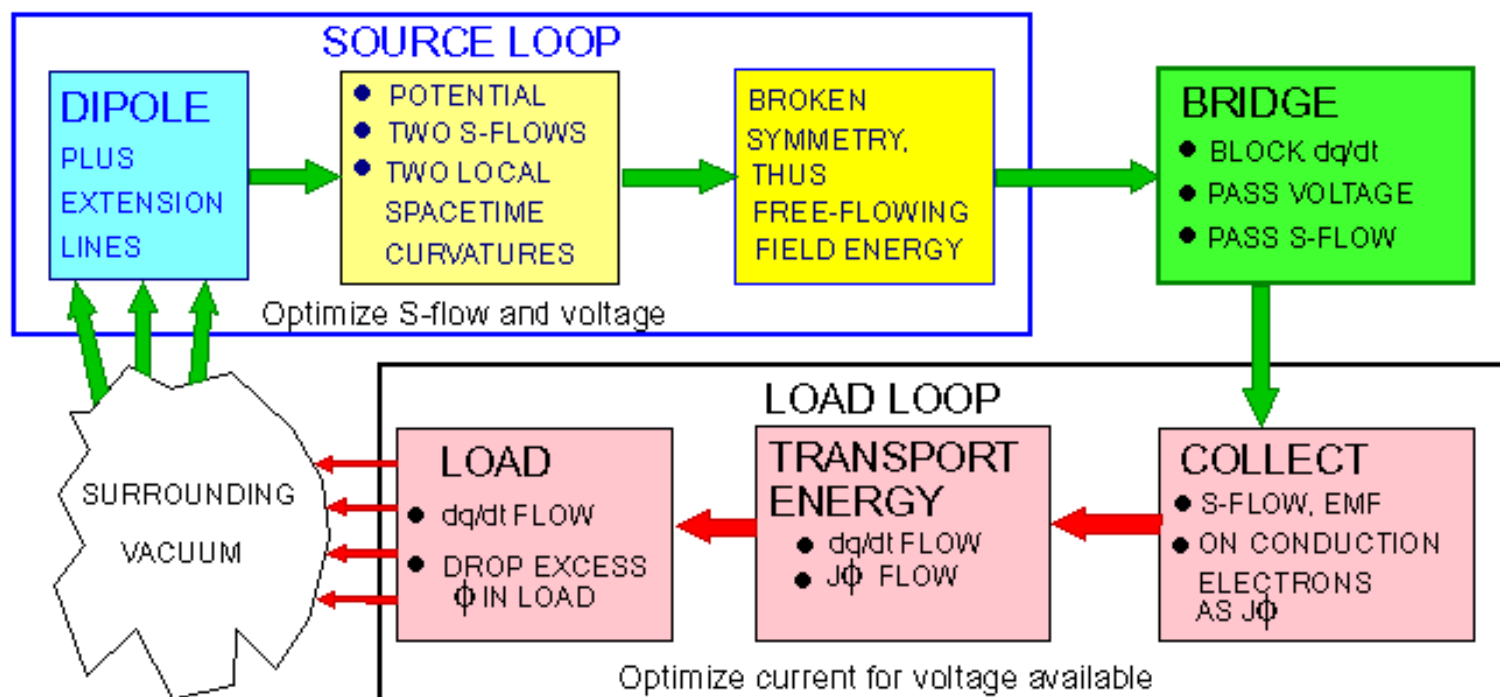 SOURCE LOOP
DIPOLE
PLUS
EXTENSION
LINES
● POTENTIAL
● TWO S-FLOWS
● TWO LOCAL
SPACETIME
CURVATURES
BROKEN
SYMMETRY,
THUS
FREE-FLOWING
FIELD ENERGY
BRIDGE
● BLOCK dq/dt
● PASS VOLTAGE
● PASS S-FLOW
Optimize S-flow and voltage
LOAD LOOP
SURROUNDING
VACUUM
LOAD
● dq/dt FLOW
● DROP EXCESS
ϕ IN LOAD
TRANSPORT
ENERGY
● dq/dt FLOW
● Jϕ FLOW
COLLECT
● S-FLOW, EMF
● ON CONDUCTION
ELECTRONS
AS Jϕ
Optimize current for voltage available